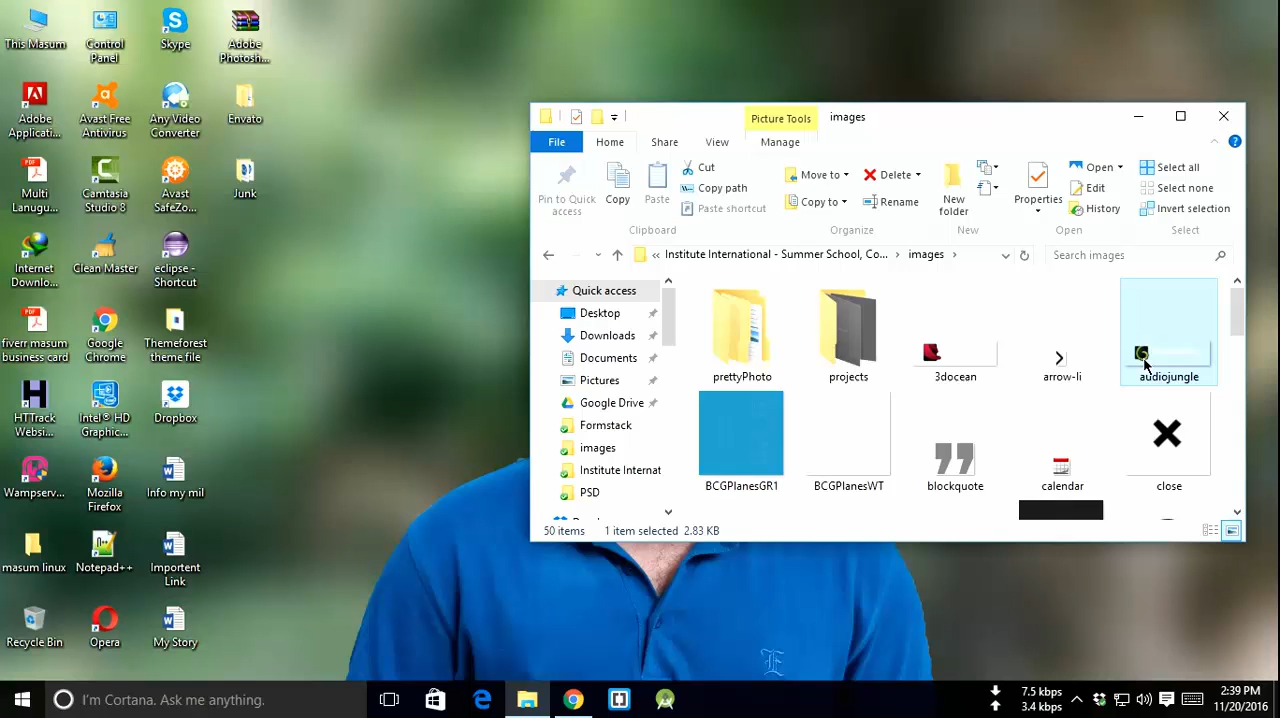 This Masum
Control
Panel
Skype
Adobe
Photosh...
Adobe
Applicati...
Avast Free
Antivirus
Any Video
Converter
Envato
Multi
Lanugu...
Camtasia
Studio 8
Avast
SafeZo...
Junk
Internet
Downlo...
Clean Master
eclipse -
Shortcut
fiverr masum
business card
Google
Chrome
Themeforest
theme file
HTTrack
Websi...
Intel® HD
Graphic...
Dropbox
Wampserv...
Mozilla
Firefox
Info my mil
masum linux
Notepad++
Importent
Link
Recycle Bin
Opera
My Story
Picture Tools
images
File
Home
Share
View
Manage
Pin to Quick
access
Copy
Paste
Cut
Copy path
Paste shortcut
Clipboard
Move to
Copy to
Delete
Rename
Organize
New
folder
New
Properties
Open
Edit
History
Open
Select all
Select none
Invert selection
Select
« Institute International - Summer School, Co... › images ›
Search images
Quick access
Desktop
Downloads
Documents
Pictures
Google Drive
Formstack
images
Institute Internat
PSD
prettyPhoto
projects
3docean
arrow-li
audiojungle
BCGPlanesGR1
BCGPlanesWT
blockquote
calendar
close
50 items
1 item selected 2.83 KB
I'm Cortana. Ask me anything.
7.5 kbps
3.4 kbps
2:39 PM
11/20/2016